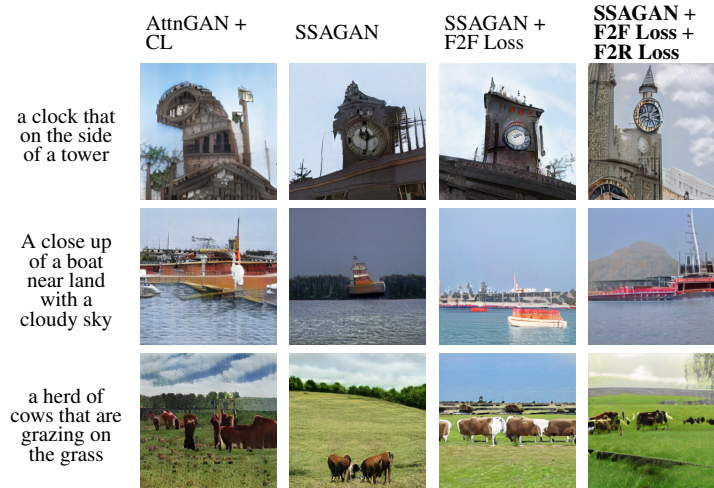 AttnGAN +
CL
SSAGAN
SSAGAN +
F2F Loss
SSAGAN +
F2F Loss +
F2R Loss
a clock that
on the side
of a tower
A close up
of a boat
near land
with a
cloudy sky
a herd of
cows that are
grazing on
the grass